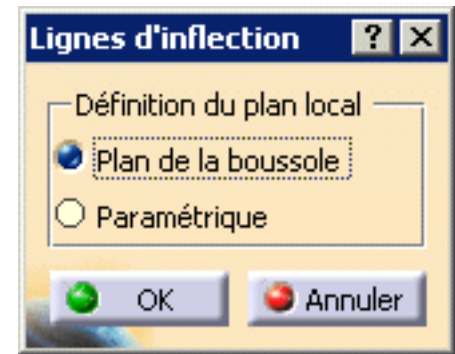 Lignes d'inflection ? X
Définition du plan local
Plan de la boussole
Paramétrique
OK Annuler